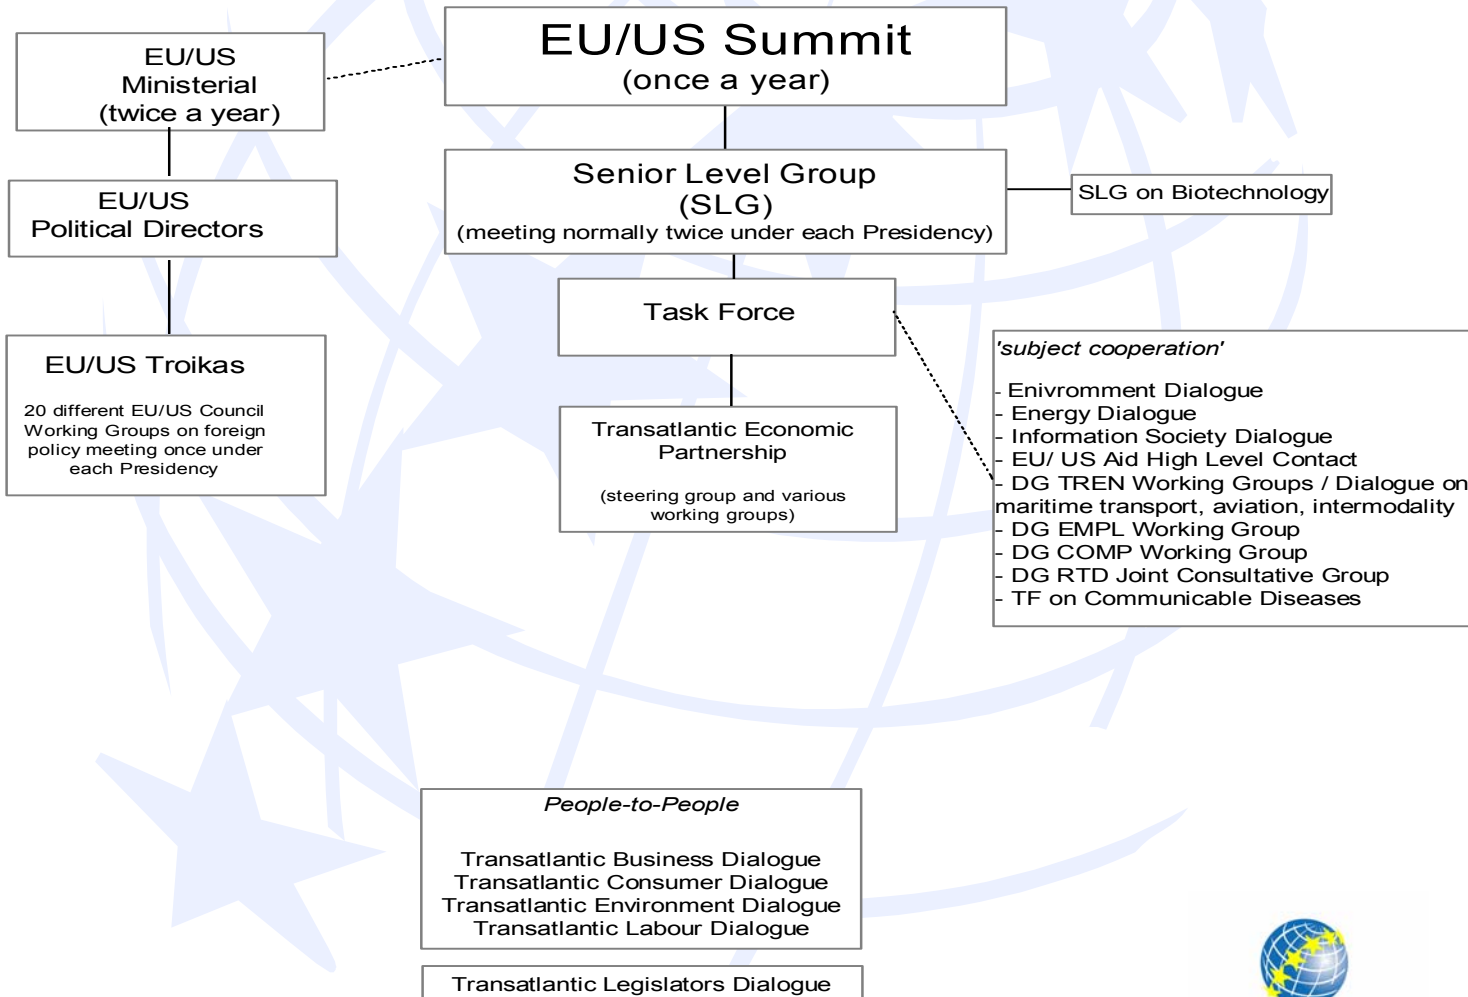 EU/US Summit
(once a year)
EU/US
Ministerial
(twice a year)
Senior Level Group
(SLG)
(meeting normally twice under each Presidency)
SLG on Biotechnology
EU/US
Political Directors
Task Force
EU/US Troikas
20 different EU/US Council
Working Groups on foreign
policy meeting once under
each Presidency
Transatlantic Economic
Partnership
(steering group and various
working groups)
'subject cooperation'
- Enivromment Dialogue
- Energy Dialogue
- Information Society Dialogue
- EU/ US Aid High Level Contact
- DG TREN Working Groups / Dialogue on
maritime transport, aviation, intermodality
- DG EMPL Working Group
- DG COMP Working Group
- DG RTD Joint Consultative Group
- TF on Communicable Diseases
People-to-People
Transatlantic Business Dialogue
Transatlantic Consumer Dialogue
Transatlantic Environment Dialogue
Transatlantic Labour Dialogue
Transatlantic Legislators Dialogue